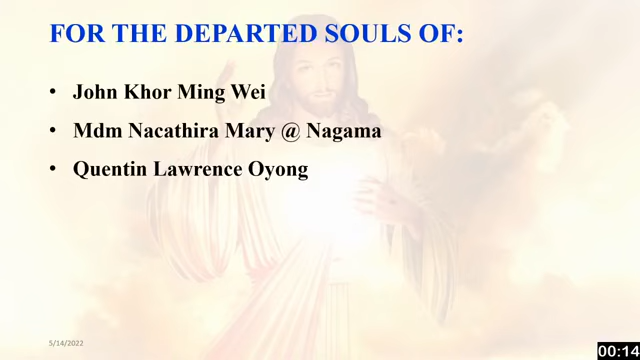 FOR THE DEPARTED SOULS OF:
• John Khor Ming Wei
• Mdm Nacathira Mary @ Nagama
• Quentin Lawrence Oyong
5/14/2022
00:14